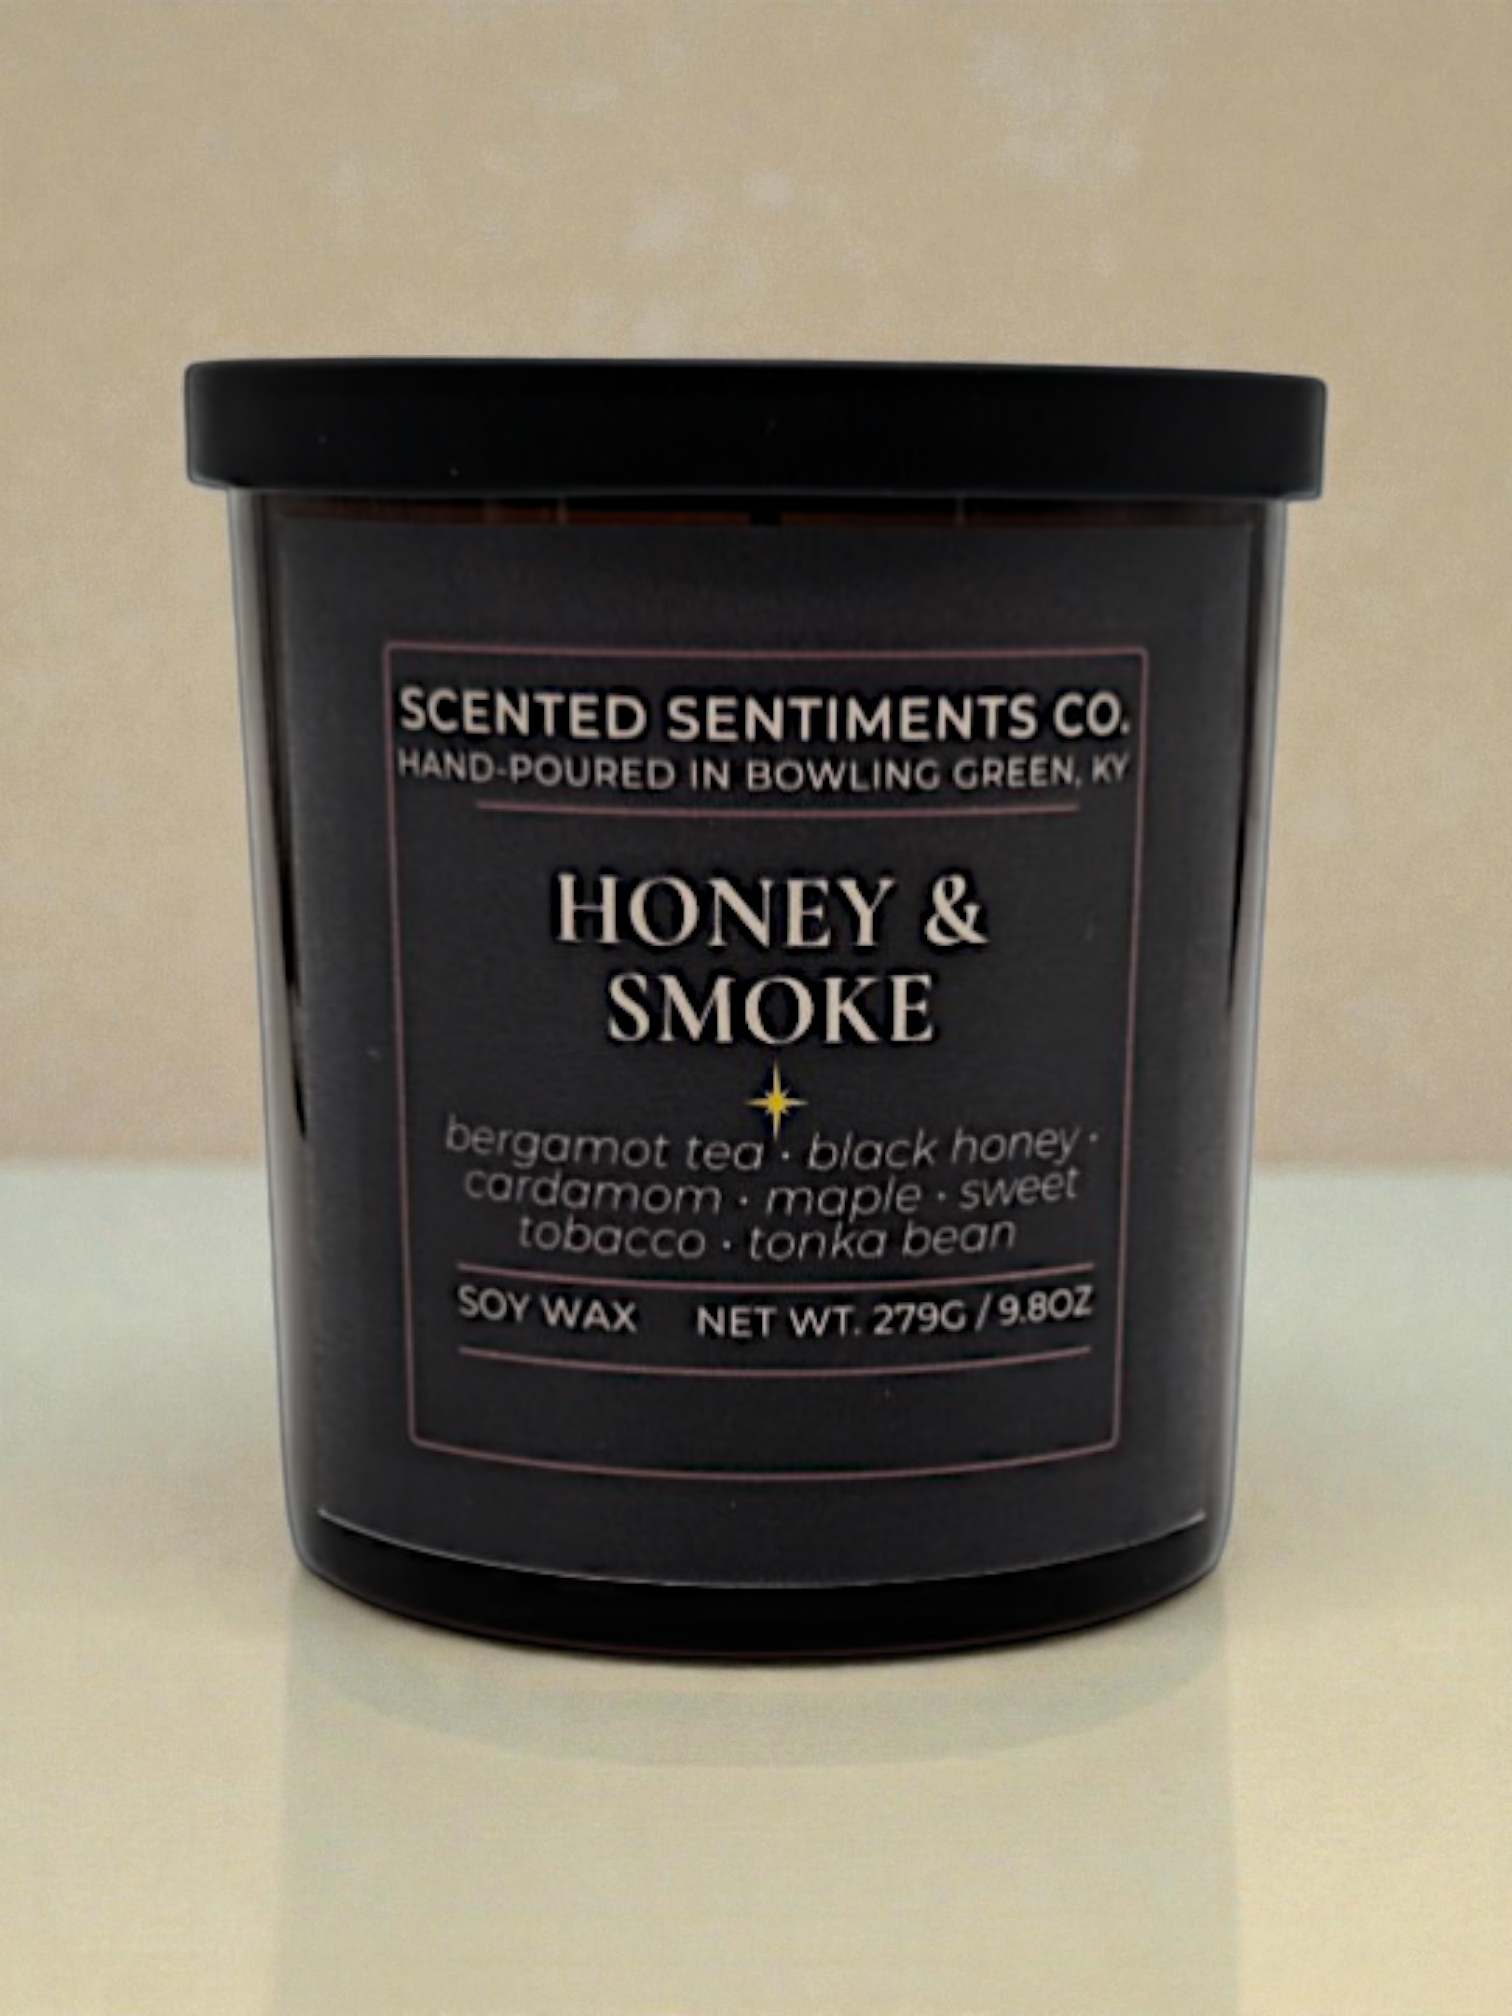 SCENTED SENTIMENTS CO.
HAND-POURED IN BOWLING GREEN, KY
HONEY &
SMOKE
bergamot tea · black honey ·
cardamom · maple · sweet
tobacco · tonka bean
SOY WAX NET WT. 279G / 9.8OZ